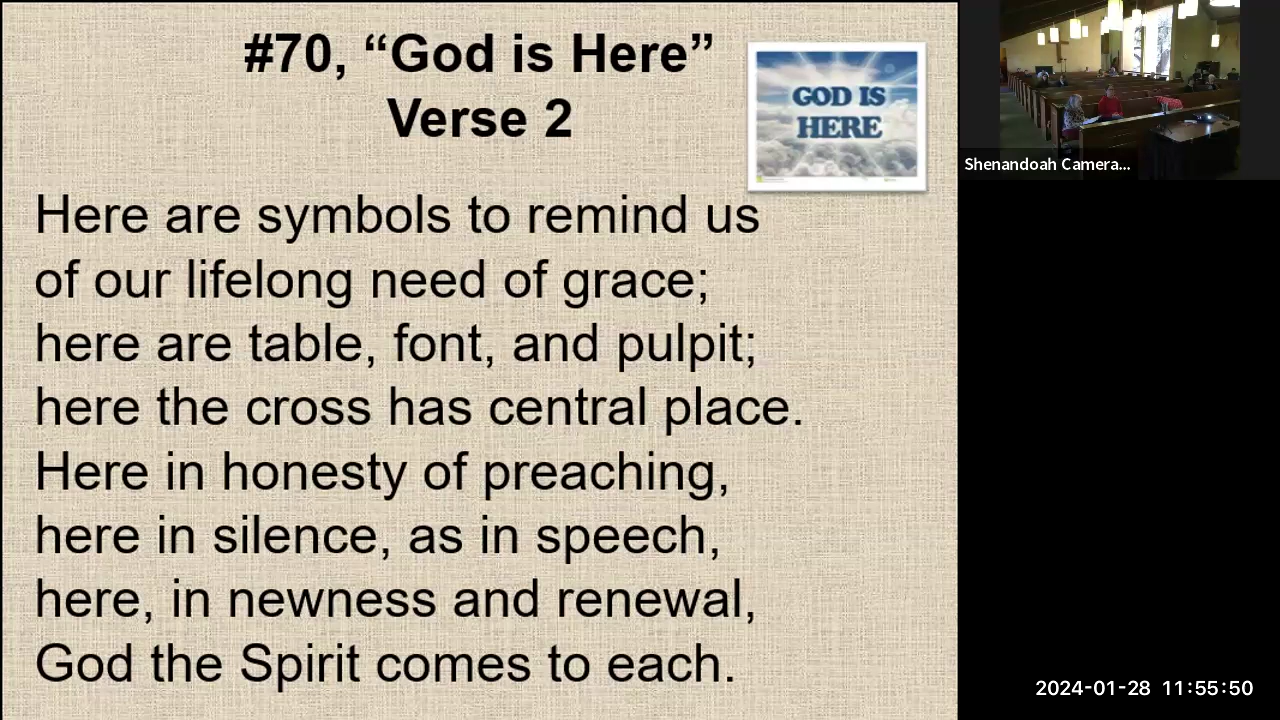 #70, “God is Here”
Verse 2
GOD IS
HERE
Here are symbols to remind us
of our lifelong need of grace;
here are table, font, and pulpit;
here the cross has central place.
Here in honesty of preaching,
here in silence, as in speech,
here, in newness and renewal,
God the Spirit comes to each.
Shenandoah Camera...
2024-01-28 11:55:50